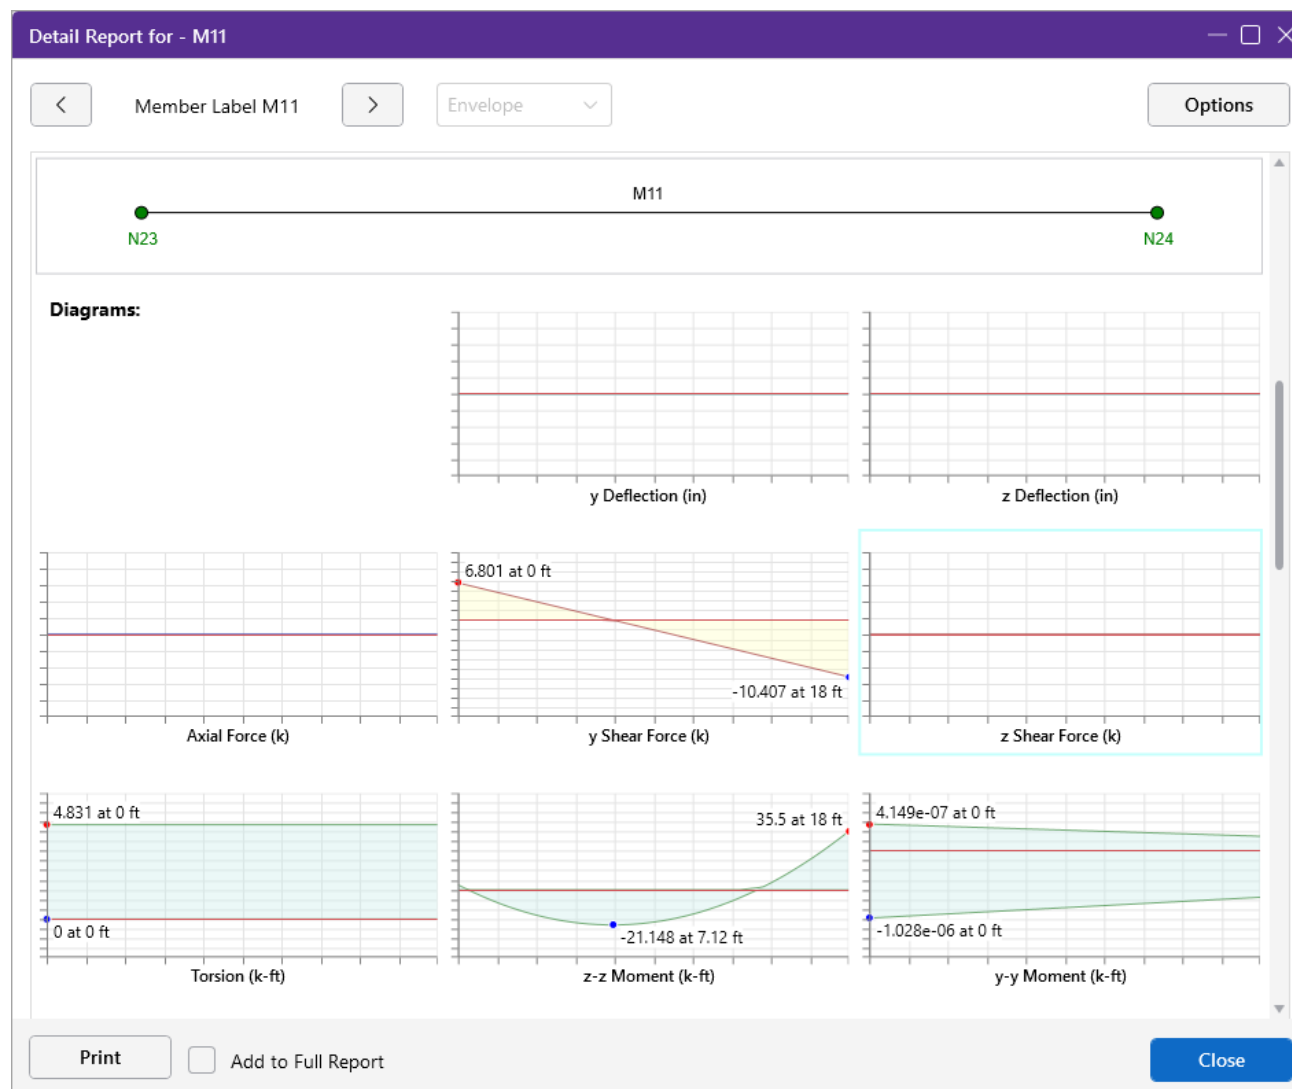 Detail Report for - M11
Member Label M11
Envelope
Options
M11
N23
N24
Diagrams:
y Deflection (in)
z Deflection (in)
Axial Force (k)
6.801 at 0 ft
-10.407 at 18 ft
y Shear Force (k)
z Shear Force (k)
4.831 at 0 ft
0 at 0 ft
Torsion (k-ft)
35.5 at 18 ft
-21.148 at 7.12 ft
z-z Moment (k-ft)
4.149e-07 at 0 ft
-1.028e-06 at 0 ft
y-y Moment (k-ft)
Print
Add to Full Report
Close